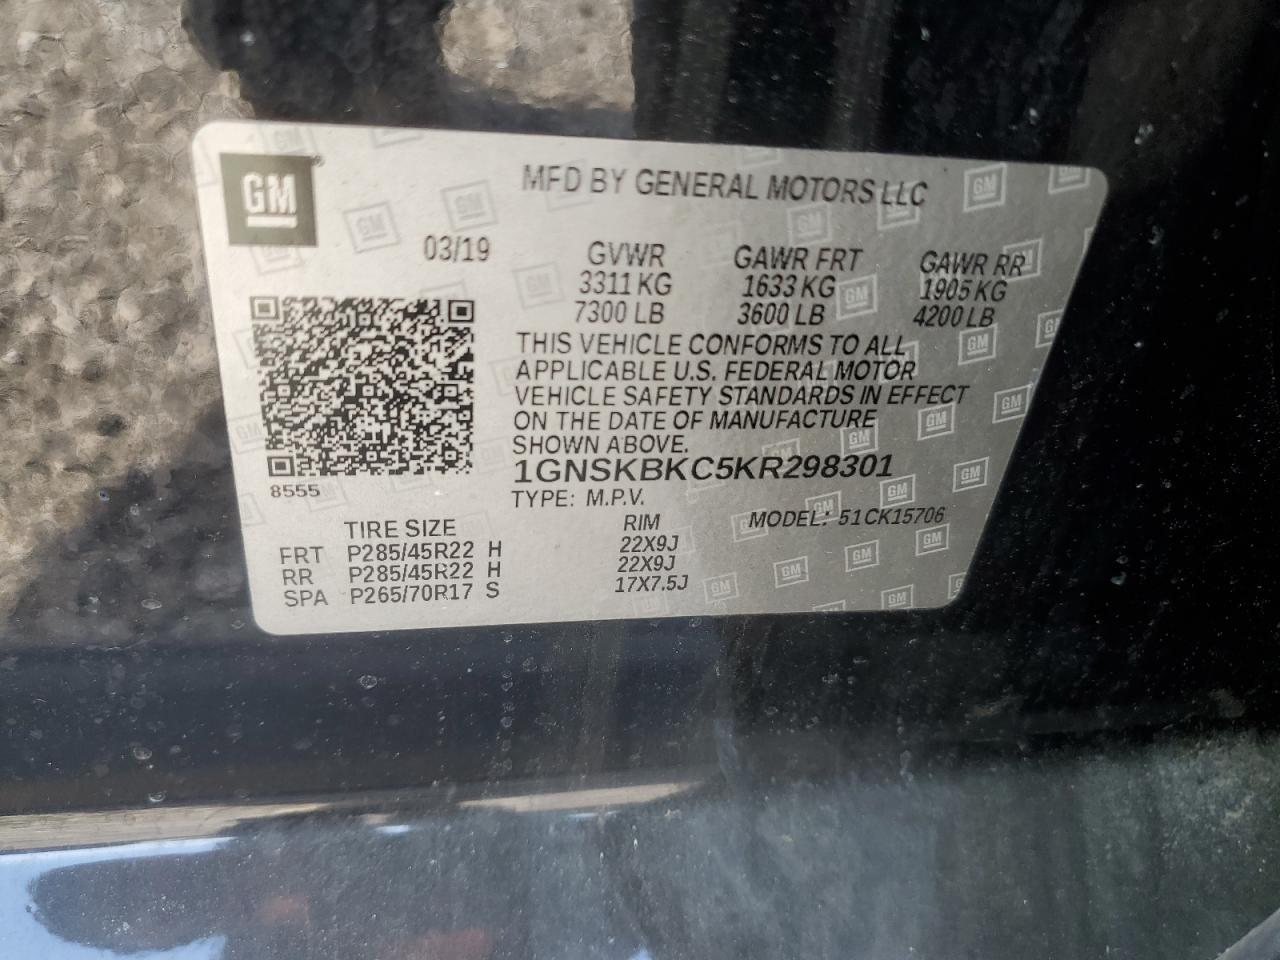 GM
MFD BY GENERAL MOTORS LLC
03/19
GVWR GAWR FRT GAWR RR
3311 KG 1633 KG 1905 KG
7300 LB 3600 LB 4200 LB
THIS VEHICLE CONFORMS TO ALL
APPLICABLE U.S. FEDERAL MOTOR
VEHICLE SAFETY STANDARDS IN EFFECT
ON THE DATE OF MANUFACTURE
SHOWN ABOVE.
1GNSKBKC5KR298301
8555
TYPE: M.P.V. MODEL: 51CK15706
TIRE SIZE RIM
FRT P285/45R22 H 22X9J
RR P285/45R22 H 22X9J
SPA P265/70R17 S 17X7.5J